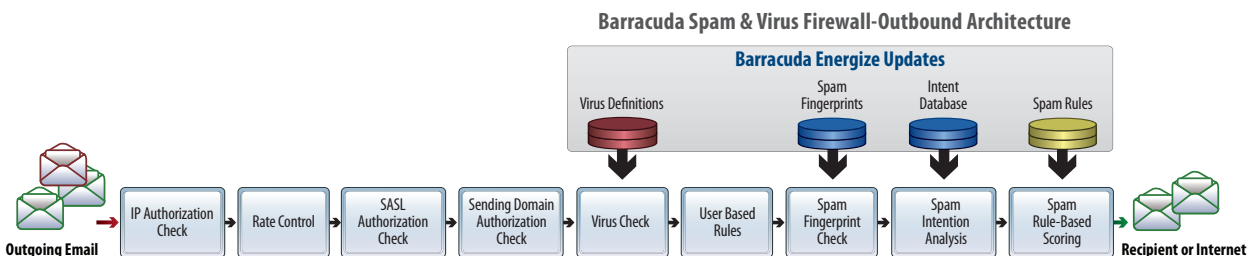 Barracuda Spam & Virus Firewall-Outbound Architecture
Barracuda Energize Updates
Virus Definitions
Spam
Fingerprints
Intent
Database
Spam Rules
IP Authorization
Check
Rate Control
SASL
Authorization
Check
Sending Domain
Authorization
Check
Virus Check
User Based
Rules
Spam
Fingerprint
Check
Spam
Intention
Analysis
Spam
Rule-Based
Scoring
Outgoing Email
Recipient or Internet